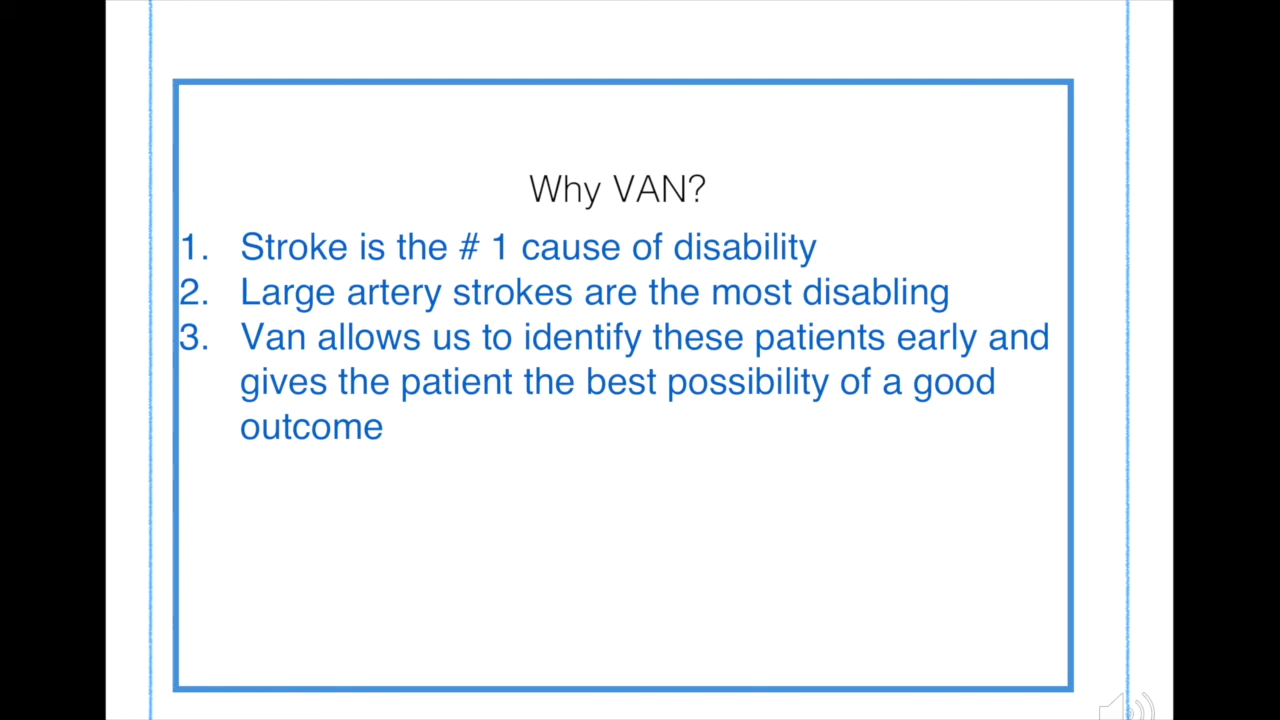 Why VAN?
1. Stroke is the # 1 cause of disability
2. Large artery strokes are the most disabling
3. Van allows us to identify these patients early and
gives the patient the best possibility of a good
outcome